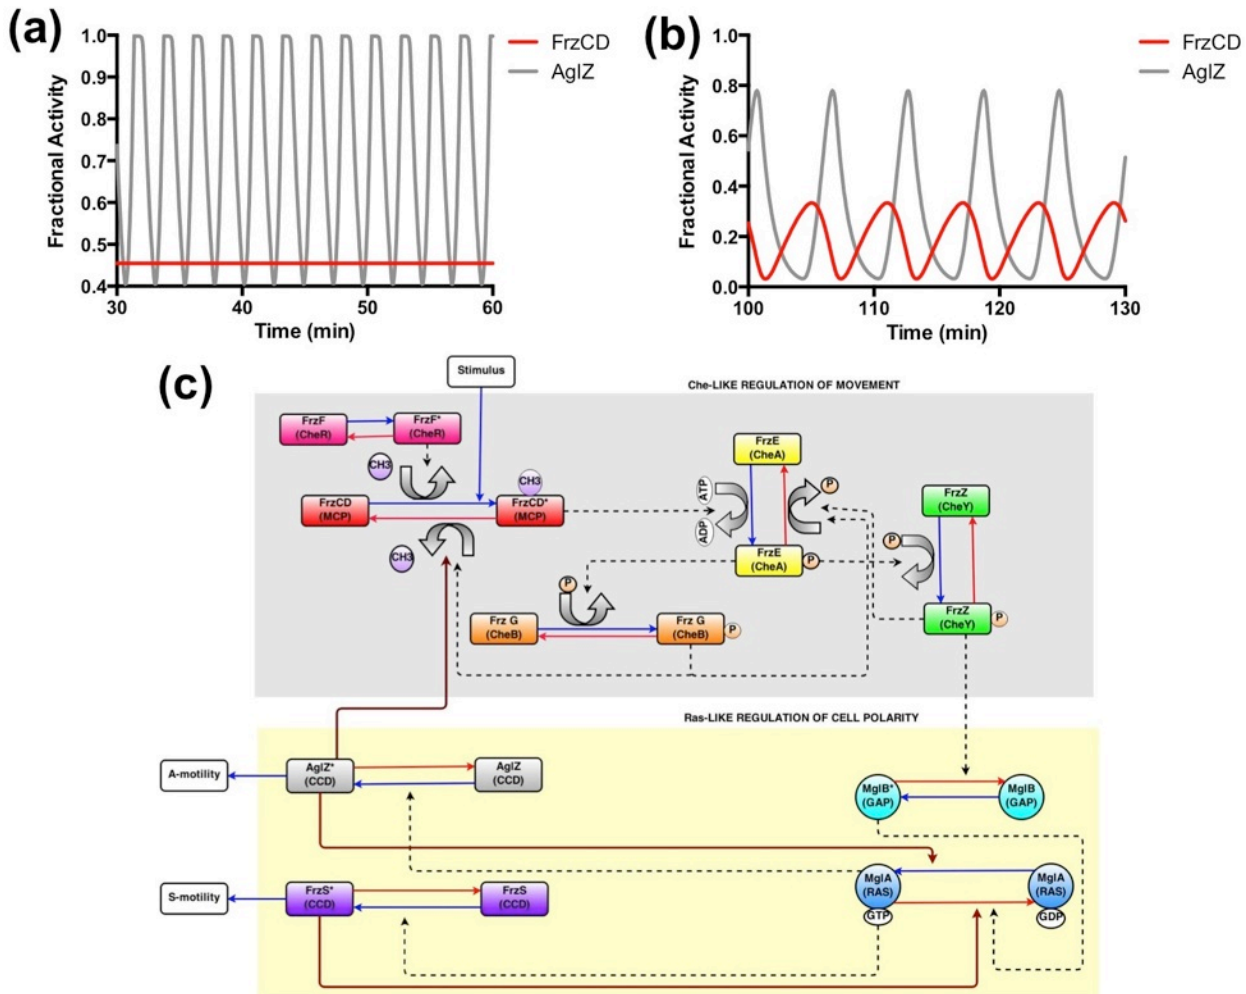 (a)
1.0
0.9
0.8
0.7
0.6
0.5
0.4
Fractional Activity
30
40
50
60
Time (min)
FrzCD
AglZ
(b)
1.0
0.8
0.6
0.4
0.2
0.0
Fractional Activity
100
110
120
130
Time (min)
FrzCD
AglZ
(c)
Stimulus
Che-LIKE REGULATION OF MOVEMENT
FrzF
(CheR)
FrzF*
(CheR)
CH3
CH3
FrzCD
(MCP)
FrzCD*
(MCP)
CH3
FrzE
(CheA)
ATP
ADP
P
FrzE
(CheA)
P
FrzZ
(CheY)
P
FrzZ
(CheY)
P
P
Frz G
(CheB)
Frz G
(CheB)
P
Ras-LIKE REGULATION OF CELL POLARITY
A-motility
AglZ*
(CCD)
AglZ
(CCD)
MglB*
(GAP)
MglB
(GAP)
S-motility
FrzS*
(CCD)
FrzS
(CCD)
MglA
(RAS)
GTP
MglA
(RAS)
GDP